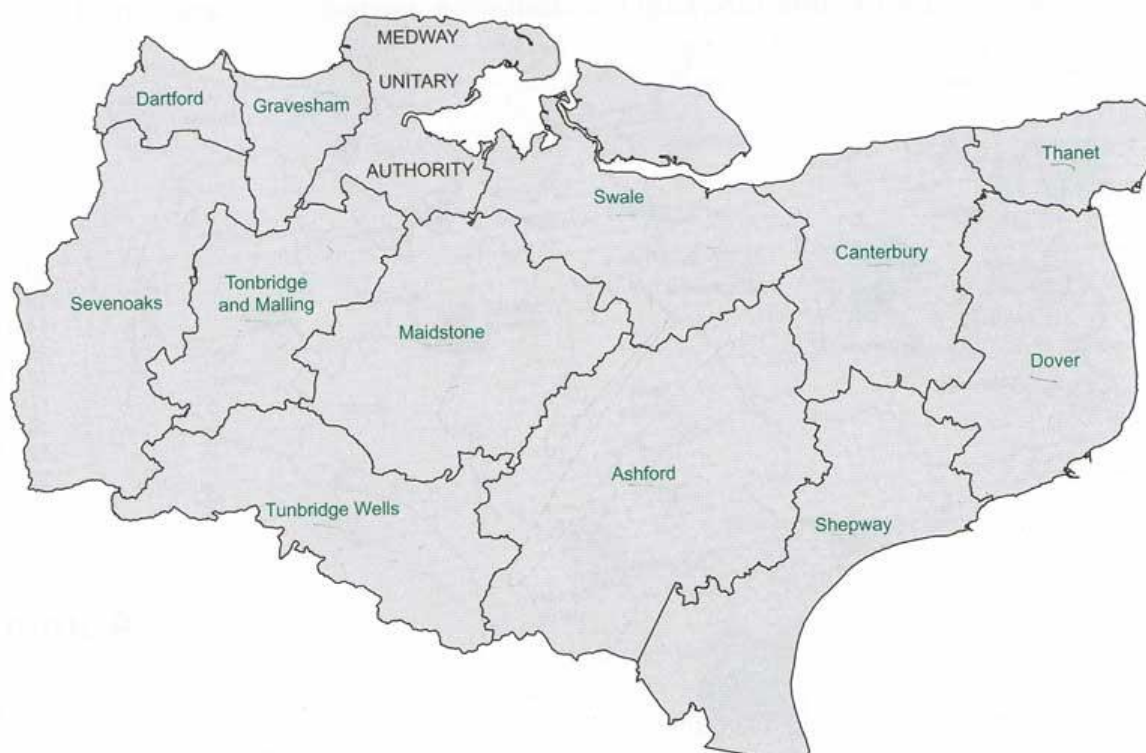 MEDWAY
UNITARY
AUTHORITY
Dartford
Gravesham
Thanet
Swale
Canterbury
Sevenoaks
Tonbridge
and Malling
Maidstone
Dover
Ashford
Tunbridge Wells
Shepway